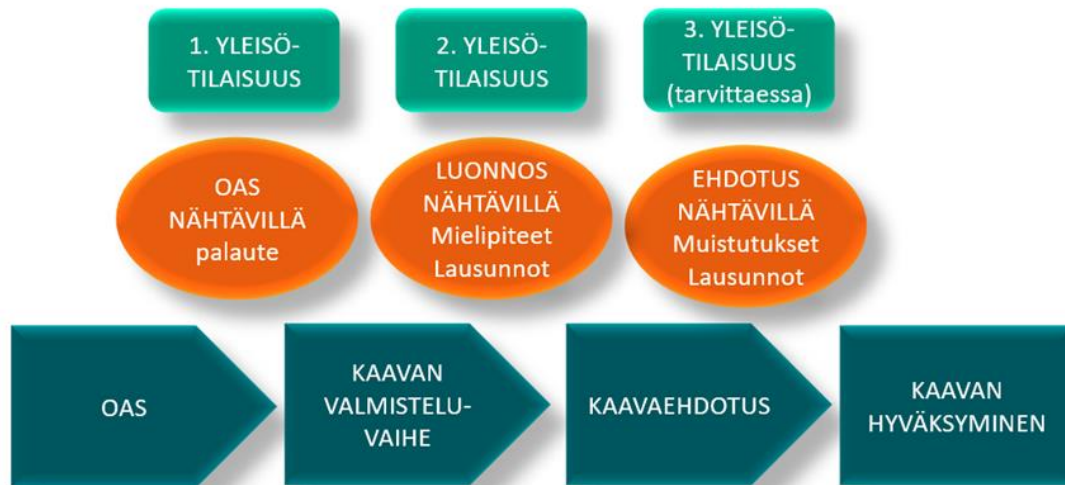 1. YLEISÖ-
TILAISUUS
2. YLEISÖ-
TILAISUUS
3. YLEISÖ-
TILAISUUS
(tarvittaessa)
OAS
NÄHTÄVILLÄ
palaute
LUONNOS
NÄHTÄVILLÄ
Mielipiteet
Lausunnot
EHDOTUS
NÄHTÄVILLÄ
Muistutukset
Lausunnot
OAS
KAAVAN
VALMISTELU-
VAIHE
KAAVAEHDOTUS
KAAVAN
HYVÄKSYMINEN